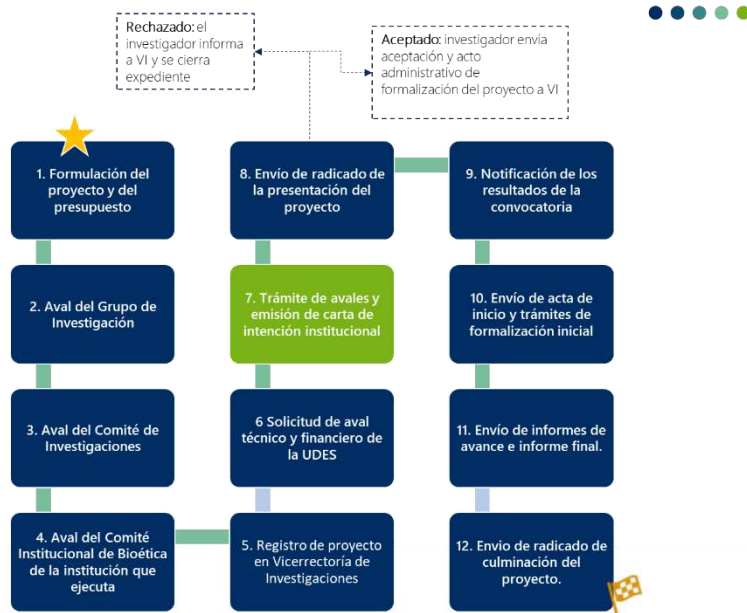 Rechazado: el
investigador informa
a VI y se cierra
expediente
Aceptado: investigador envía
aceptación y acto
administrativo de
formalización del proyecto a VI
1. Formulación del
proyecto y del
presupuesto
2. Aval del Grupo de
Investigación
3. Aval del Comité de
Investigaciones
4. Aval del Comité
Institucional de Bioética
de la institución que
ejecuta
5. Registro de proyecto
en Vicerrectoría de
Investigaciones
6 Solicitud de aval
técnico y financiero de
la UDES
7. Trámite de avales y
emisión de carta de
intención institucional
8. Envío de radicado de
la presentación del
proyecto
9. Notificación de los
resultados de la
convocatoria
10. Envío de acta de
inicio y trámites de
formalización inicial
11. Envío de informes de
avance e informe final.
12. Envio de radicado de
culminación del
proyecto.